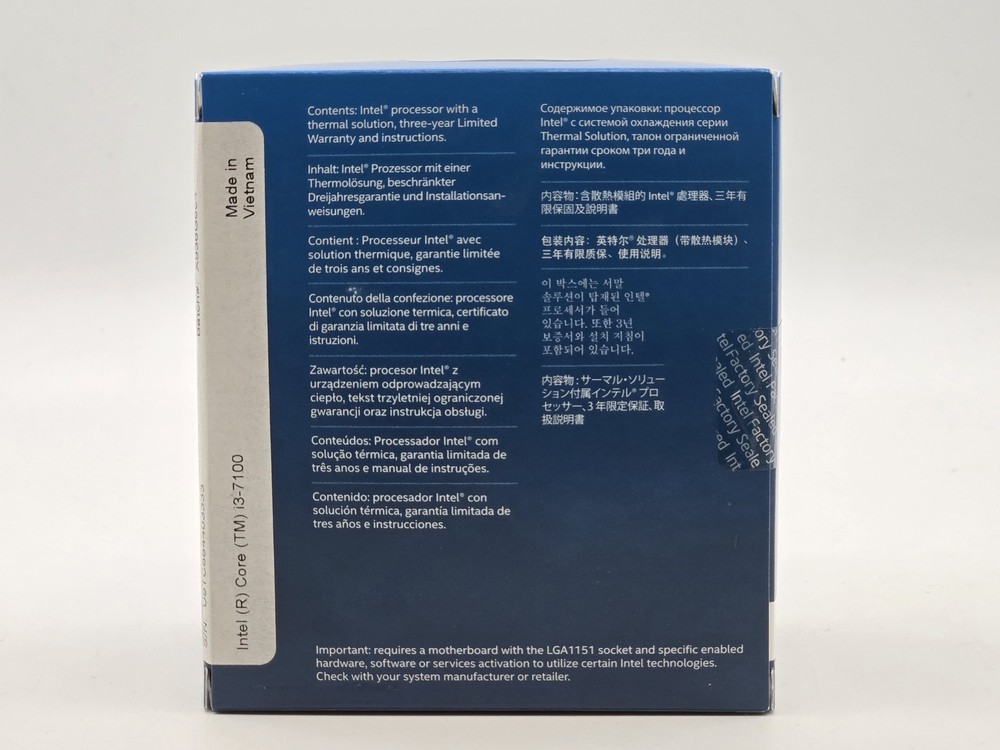 Made in
Vietnam
Intel (R) Core (TM) i3-7100
Contents: Intel® processor with a
thermal solution, three-year Limited
Warranty and instructions.
Inhalt: Intel® Prozessor mit einer
Thermolösung, beschränkter
Dreijahresgarantie und Installationsan-
weisungen.
Contient : Processeur Intel® avec
solution thermique, garantie limitée
de trois ans et consignes.
Contenuto della confezione: processore
Intel® con soluzione termica, certificato
di garanzia limitata di tre anni e
istruzioni.
Zawartość: procesor Intel® z
urządzeniem odprowadzającym
ciepło, tekst trzyletniej ograniczonej
gwarancji oraz instrukcja obsługi.
Conteúdos: Processador Intel® com
solução térmica, garantia limitada de
três anos e manual de instruções.
Contenido: procesador Intel® con
solución térmica, garantía limitada de
tres años e instrucciones.
Содержимое упаковки: процессор
Intel® с системой охлаждения серии
Thermal Solution, талон ограниченной
гарантии сроком три года и
инструкции.
内容物:含散熱模組的 Intel® 處理器、三年有
限保固及說明書
包装内容：英特尔® 处理器（带散热模块）、
三年有限质保、使用说明。
이 박스에는 서말
솔루션이 탑재된 인텔®
프로세서가 들어
있습니다. 또한 3년
보증서와 설치 지침이
포함되어 있습니다.
内容物:サーマル・ソリュー
ション付属インテル® プロ
セッサー、3 年限定保証、取
扱説明書
ory S
ed Intel Fac
tel Factory Sealed
aled Intel Factory
actory Seale
ed Int
Important: requires a motherboard with the LGA1151 socket and specific enabled
hardware, software or services activation to utilize certain Intel technologies.
Check with your system manufacturer or retailer.